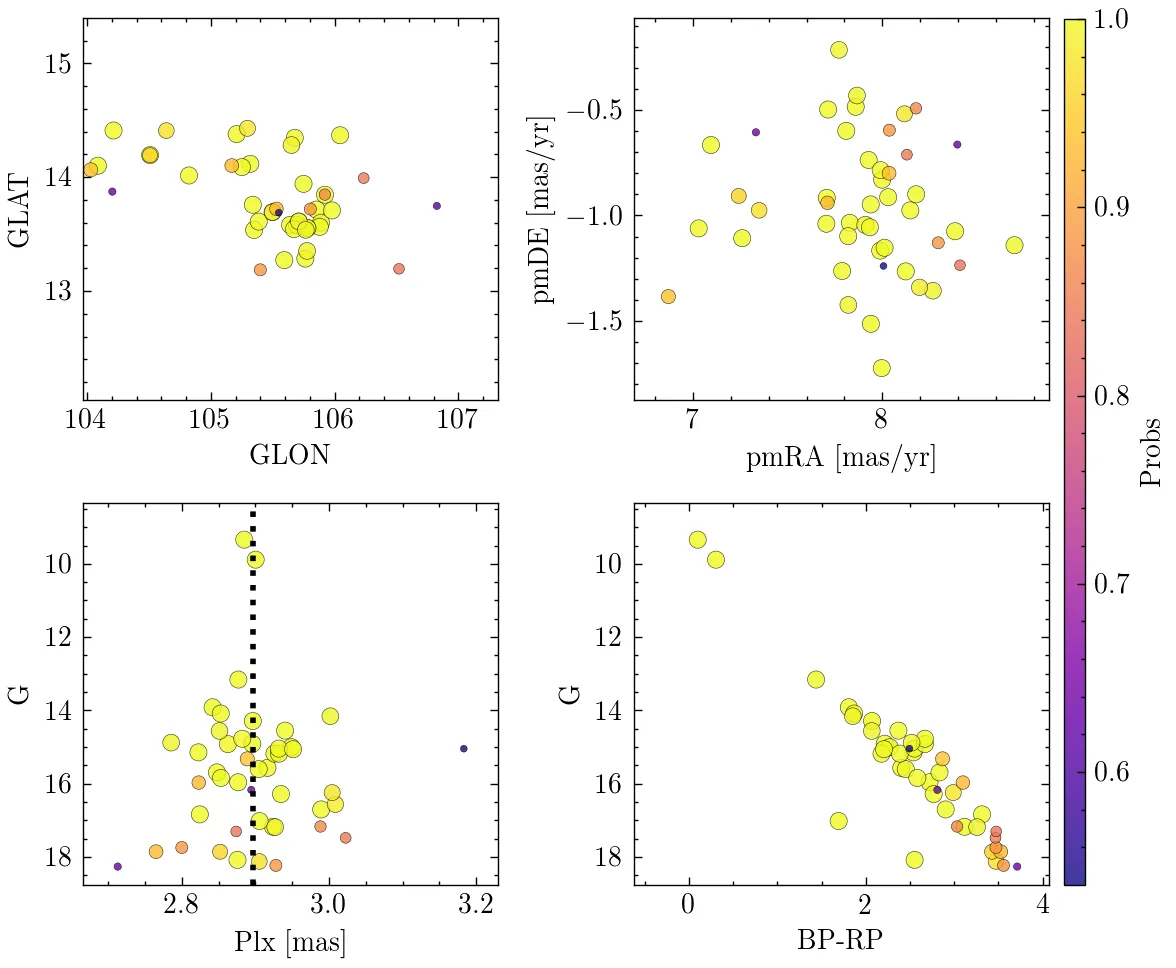 15
14
13
GLAT
104 105 106 107
GLON
−0.5
−1.0
−1.5
pmDE [mas/yr]
7 8
pmRA [mas/yr]
10
12
14
16
18
G
2.8 3.0 3.2
Plx [mas]
10
12
14
16
18
G
0 2 4
BP-RP
1.0
0.9
0.8
0.7
0.6
Probs